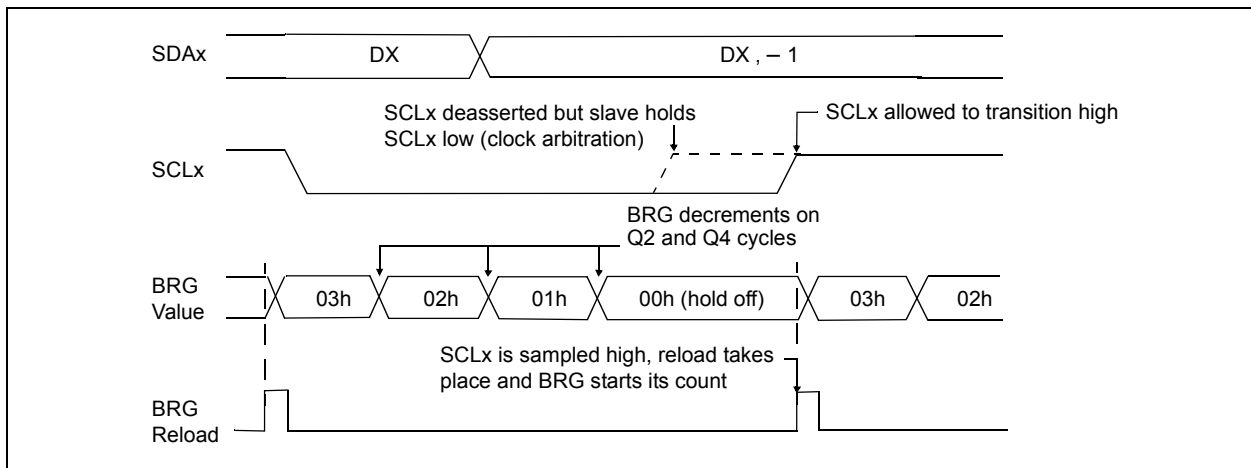 SDAx
DX
DX , – 1
SCLx deasserted but slave holds
SCLx low (clock arbitration)
SCLx allowed to transition high
SCLx
BRG decrements on
Q2 and Q4 cycles
BRG
Value
03h
02h
01h
00h (hold off)
03h
02h
SCLx is sampled high, reload takes
place and BRG starts its count
BRG
Reload